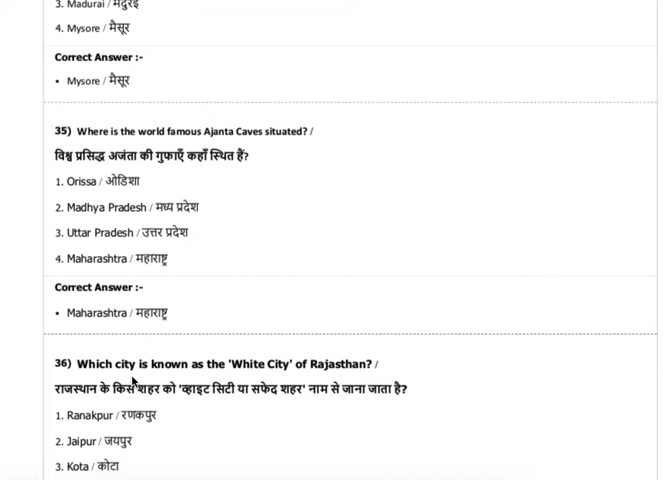 3. Madurai / मदुरई
4. Mysore / मैसूर
Correct Answer :-
• Mysore / मैसूर
35) Where is the world famous Ajanta Caves situated? /
विश्व प्रसिद्ध अजंता की गुफाएँ कहाँ स्थित हैं?
1. Orissa / ओडिशा
2. Madhya Pradesh / मध्य प्रदेश
3. Uttar Pradesh / उत्तर प्रदेश
4. Maharashtra / महाराष्ट्र
Correct Answer :-
• Maharashtra / महाराष्ट्र
36) Which city is known as the 'White City' of Rajasthan? /
राजस्थान के किस शहर को 'व्हाइट सिटी या सफेद शहर' नाम से जाना जाता है?
1. Ranakpur / रणकपुर
2. Jaipur / जयपुर
3. Kota / कोटा